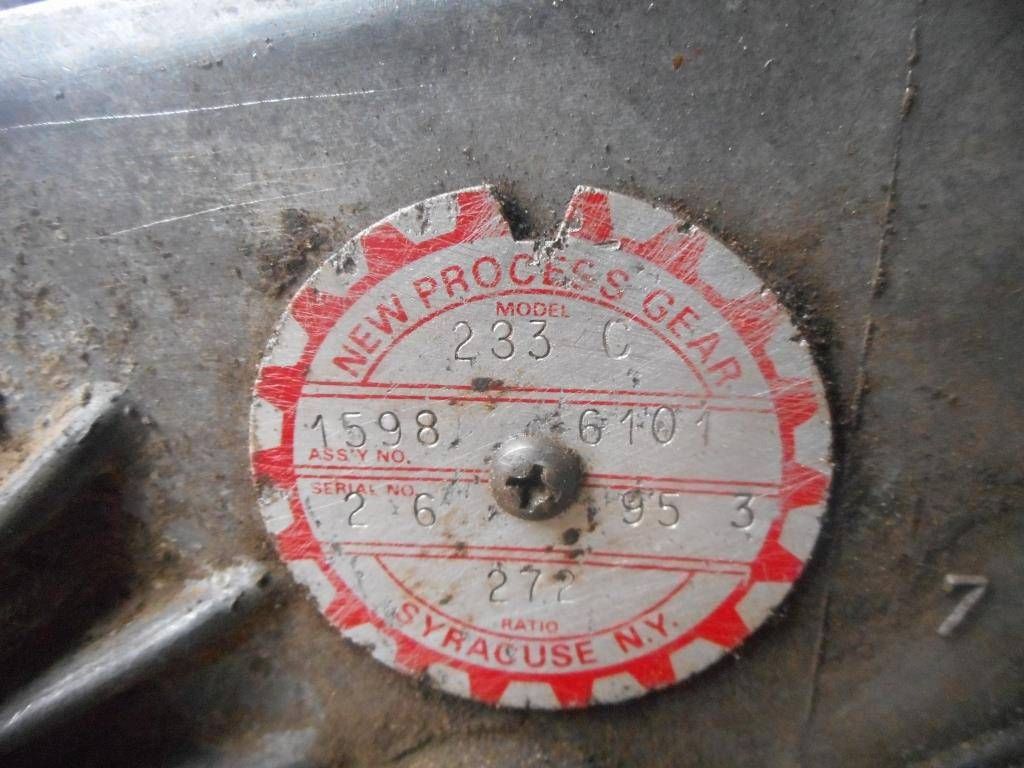 NEW PROCESS GEAR
MODEL
233 C
1598 6101
ASS'Y NO.
SERIAL NO.
2 6 95 3
272
RATIO
SYRACUSE N.Y.
7